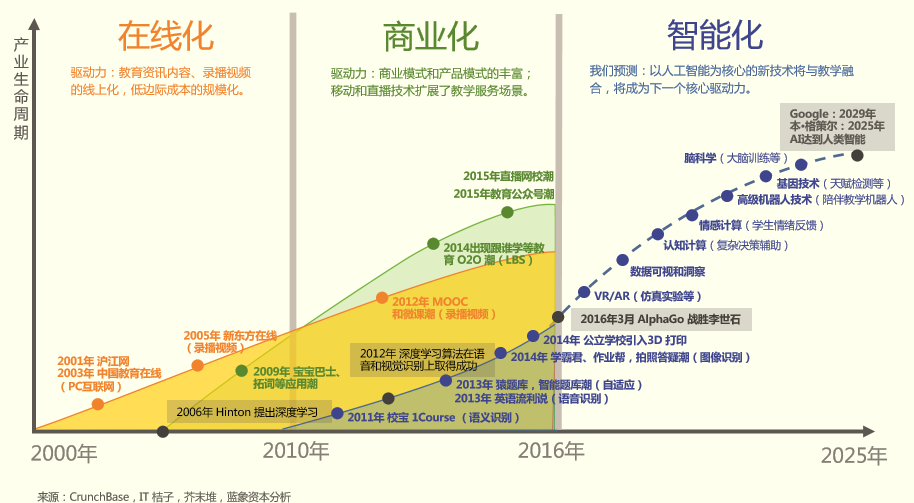 在线化
商业化
智能化
产业生命周期
驱动力：教育资讯内容、录播视频
的线上化，低边际成本的规模化。
驱动力：商业模式和产品模式的丰富；
移动和直播技术扩展了教学服务场景。
我们预测：以人工智能为核心的新技术将与教学融
合，将成为下一个核心驱动力。
Google：2029年
本·格策尔：2025年
AI达到人类智能
脑科学（大脑训练等）
基因技术（天赋检测等）
高级机器人技术（陪伴教学机器人）
情感计算（学生情绪反馈）
认知计算（复杂决策辅助）
数据可视和洞察
VR/AR（仿真实验等）
2016年3月 AlphaGo 战胜李世石
2015年直播网校潮
2015年教育公众号潮
2014出现跟谁学等教
育 O2O 潮（LBS）
2012年 MOOC
和微课潮（录播视频）
2005年 新东方在线
（录播视频）
2001年 沪江网
2003年 中国教育在线
（PC互联网）
2009年 宝宝巴士、
拓词等应用潮
2006年 Hinton 提出深度学习
2012年 深度学习算法在语
音和视觉识别上取得成功
2014年 公立学校引入3D 打印
2014年 学霸君、作业帮，拍照答疑潮（图像识别）
2013年 猿题库，智能题库潮（自适应）
2013年 英语流利说（语音识别）
2011年 校宝 1Course （语义识别）
2000年
2010年
2016年
2025年
来源：CrunchBase，IT 桔子，芥末堆，蓝象资本分析